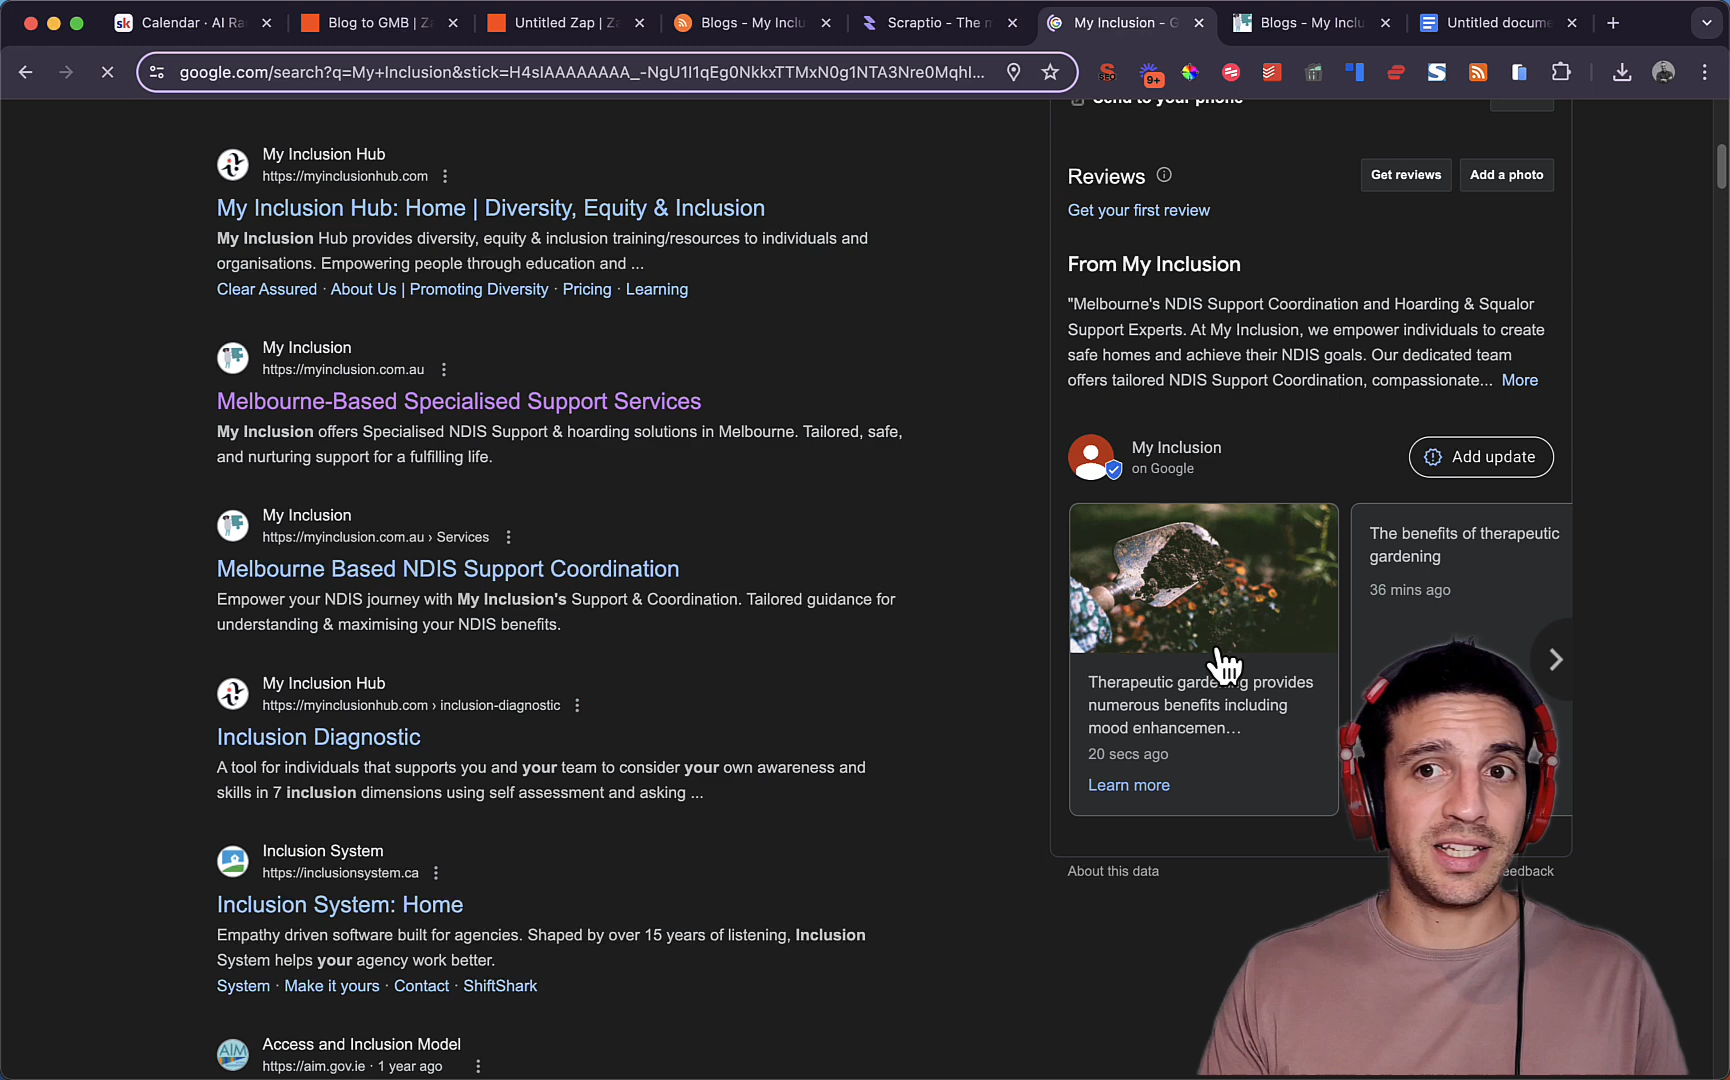 Calendar · AI Ra
Blog to GMB | Za
Untitled Zap | Za
Blogs - My Inclu
Scraptio - The m
My Inclusion - G
Blogs - My Inclu
Untitled docume
google.com/search?q=My+Inclusion&stick=H4sIAAAAAAAA_-NgU1I1qEg0NkkxTTMxN0g1NTA3Nre0MqhI...
9+
Send to your phone
My Inclusion Hub
https://myinclusionhub.com
My Inclusion Hub: Home | Diversity, Equity & Inclusion
My Inclusion Hub provides diversity, equity & inclusion training/resources to individuals and
organisations. Empowering people through education and ...
Clear Assured · About Us | Promoting Diversity · Pricing · Learning
My Inclusion
https://myinclusion.com.au
Melbourne-Based Specialised Support Services
My Inclusion offers Specialised NDIS Support & hoarding solutions in Melbourne. Tailored, safe,
and nurturing support for a fulfilling life.
My Inclusion
https://myinclusion.com.au › Services
Melbourne Based NDIS Support Coordination
Empower your NDIS journey with My Inclusion's Support & Coordination. Tailored guidance for
understanding & maximising your NDIS benefits.
My Inclusion Hub
https://myinclusionhub.com › inclusion-diagnostic
Inclusion Diagnostic
A tool for individuals that supports you and your team to consider your own awareness and
skills in 7 inclusion dimensions using self assessment and asking ...
Inclusion System
https://inclusionsystem.ca
Inclusion System: Home
Empathy driven software built for agencies. Shaped by over 15 years of listening, Inclusion
System helps your agency work better.
System · Make it yours · Contact · ShiftShark
AIM
Access and Inclusion Model
https://aim.gov.ie · 1 year ago
Reviews
Get reviews
Add a photo
Get your first review
From My Inclusion
"Melbourne's NDIS Support Coordination and Hoarding & Squalor
Support Experts. At My Inclusion, we empower individuals to create
safe homes and achieve their NDIS goals. Our dedicated team
offers tailored NDIS Support Coordination, compassionate... More
My Inclusion
on Google
Add update
Therapeutic gardening provides
numerous benefits including
mood enhancemen...
20 secs ago
Learn more
The benefits of therapeutic
gardening
36 mins ago
About this data
eedback